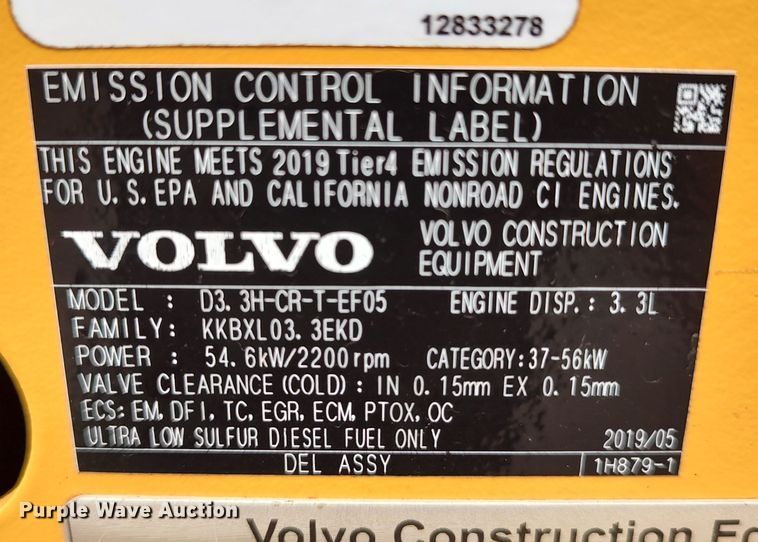 12833278
EMISSION CONTROL INFORMATION
(SUPPLEMENTAL LABEL)
THIS ENGINE MEETS 2019 Tier4 EMISSION REGULATIONS
FOR U.S.EPA AND CALIFORNIA NONROAD CI ENGINES.
VOLVO VOLVO CONSTRUCTION
EQUIPMENT
MODEL : D3.3H-CR-T-EF05 ENGINE DISP.: 3.3L
FAMILY: KKBXL03.3EKD
POWER : 54.6kW/2200rpm CATEGORY:37-56kW
VALVE CLEARANCE(COLD): IN 0.15mm EX 0.15mm
ECS: EM, DFI, TC, EGR, ECM, PTOX, OC
ULTRA LOW SULFUR DIESEL FUEL ONLY 2019/05
DEL ASSY 1H879-1
Purple Wave Auction
Volvo Construction Eq